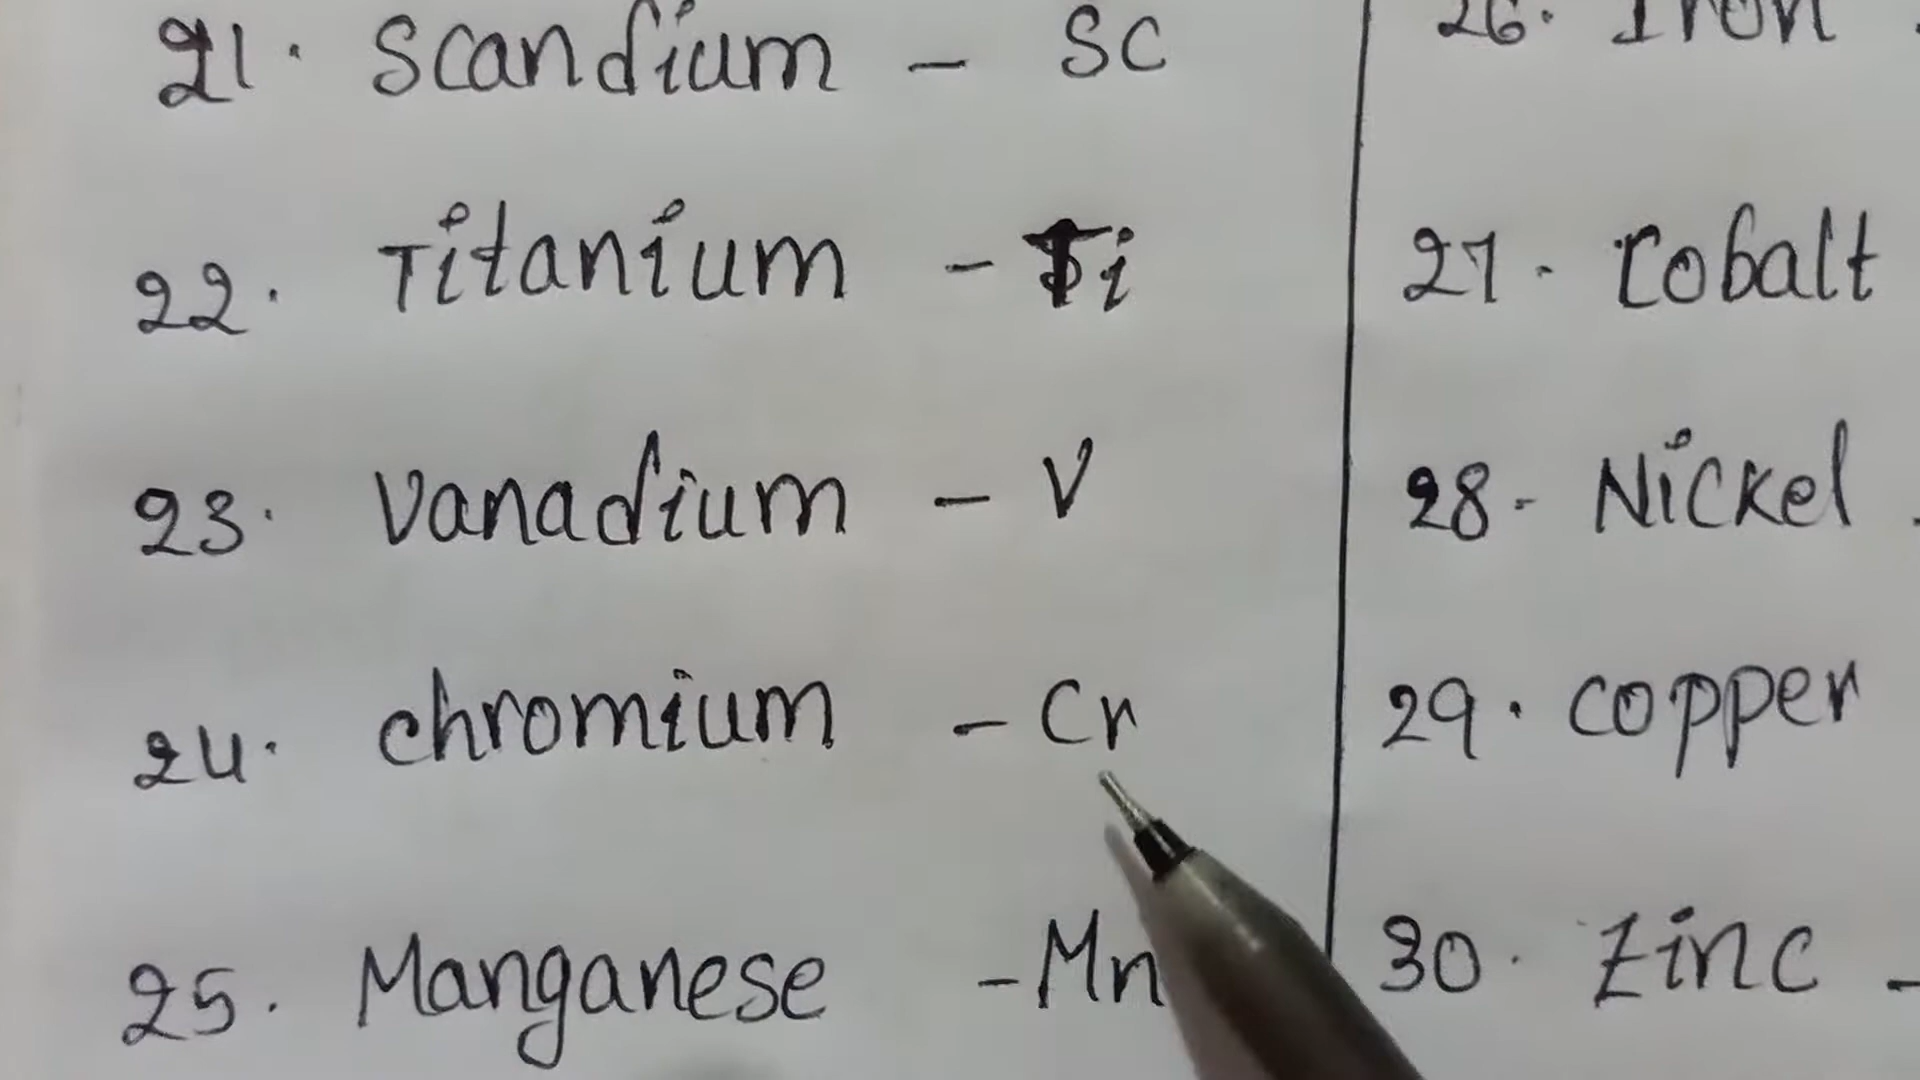 21. Scandium - Sc
22. Titanium - Ti
23. Vanadium - V
24. chromium - Cr
25. Manganese - Mn
26. Iron
27. Cobalt
28. Nickel
29. copper
30. Zinc -